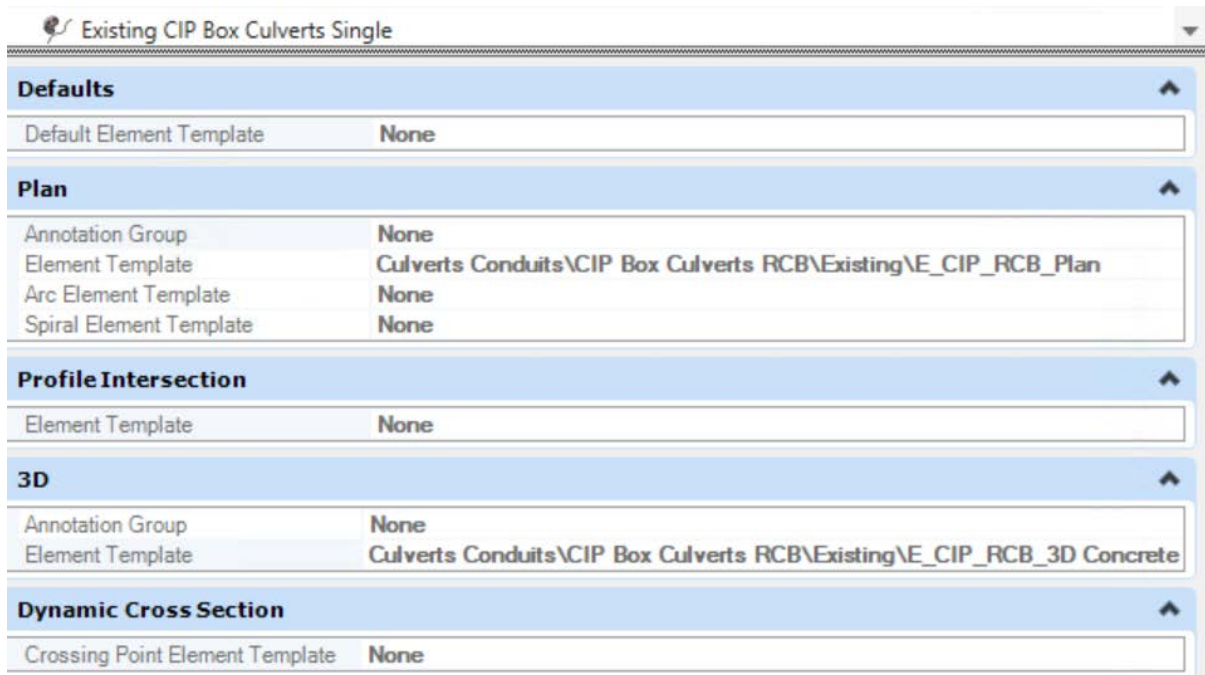 Existing CIP Box Culverts Single
Defaults
Default Element Template None
Plan
Annotation Group None
Element Template Culverts Conduits\CIP Box Culverts RCB\Existing\E_CIP_RCB_Plan
Arc Element Template None
Spiral Element Template None
Profile Intersection
Element Template None
3D
Annotation Group None
Element Template Culverts Conduits\CIP Box Culverts RCB\Existing\E_CIP_RCB_3D Concrete
Dynamic Cross Section
Crossing Point Element Template None